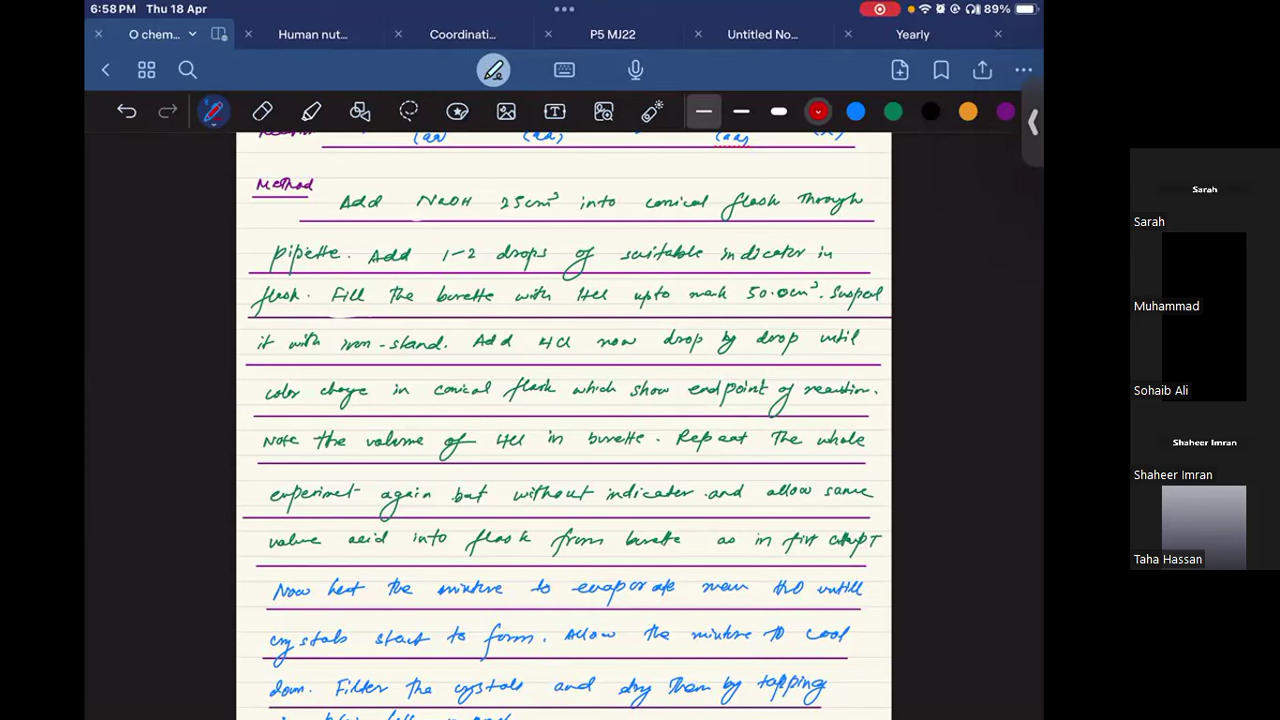 6:58 PM Thu 18 Apr
89%
O chem...
Human nut...
Coordinati...
P5 MJ22
Untitled No...
Yearly
(aq) (aq) (aq)
Method
Add NaOH 25cm³ into conical flask through
pipette. Add 1-2 drops of suitable indicator in
flask. Fill the burette with HCl upto mark 50.0cm³. Suspend
it with iron-stand. Add HCl now drop by drop until
color change in conical flask which show endpoint of reaction.
Note the volume of HCl in burette. Repeat the whole
experiment again but without indicator and allow same
volume acid into flask from burette as in first attempt
Now heat the mixture to evaporate H₂O untill
crystals start to form. Allow the mixture to cool
down. Filter the crystals and dry them by tapping
Sarah
Sarah
Muhammad
Sohaib Ali
Shaheer Imran
Shaheer Imran
Taha Hassan